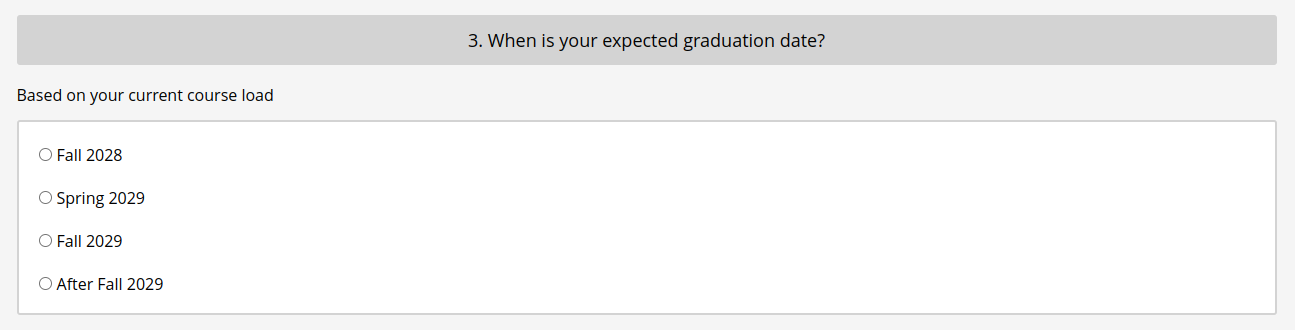 3. When is your expected graduation date?
Based on your current course load
Fall 2028
Spring 2029
Fall 2029
After Fall 2029